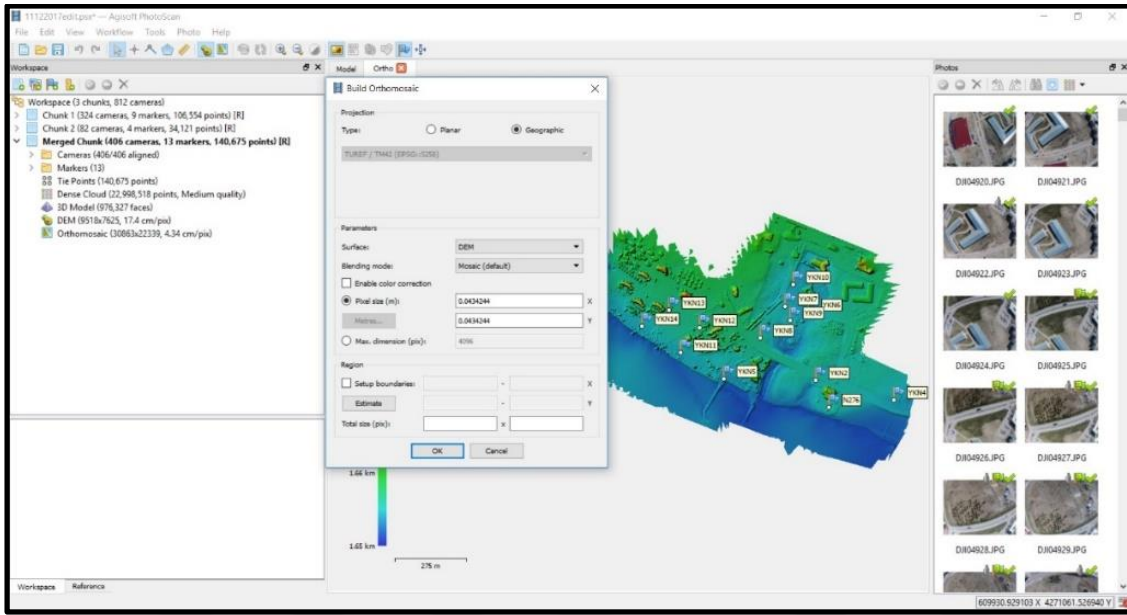 11122017edit.psx* — Agisoft PhotoScan
File Edit View Workflow Tools Photo Help
Workspace
Workspace (3 chunks, 812 cameras)
Chunk 1 (324 cameras, 9 markers, 106,554 points) [R]
Chunk 2 (82 cameras, 4 markers, 34,121 points) [R]
Merged Chunk (406 cameras, 13 markers, 140,675 points) [R]
Cameras (406/406 aligned)
Markers (13)
Tie Points (140,675 points)
Dense Cloud (22,998,518 points, Medium quality)
3D Model (976,327 faces)
DEM (9518x7625, 17.4 cm/pix)
Orthomosaic (30863x22339, 4.34 cm/pix)
Workspace Reference
Model Ortho
Build Orthomosaic
Projection
Type: Planar Geographic
TUREF / TM42 (EPSG::5258)
Parameters
Surface: DEM
Blending mode: Mosaic (default)
Enable color correction
Pixel size (m): 0.0434244 X
Metres... 0.0434244 Y
Max. dimension (pix): 4096
Region
Setup boundaries: - X
Estimate - Y
Total size (pix): x
OK Cancel
YKN10
YKN7 YKN6
YKN13
YKN9
YKN14 YKN12
YKN8
YKN11
YKN5 YKN2
YKN4
N276
1.66 km
1.65 km
275 m
Photos
DJI04920.JPG DJI04921.JPG
DJI04922.JPG DJI04923.JPG
DJI04924.JPG DJI04925.JPG
DJI04926.JPG DJI04927.JPG
DJI04928.JPG DJI04929.JPG
609930.929103 X 4271061.526940 Y